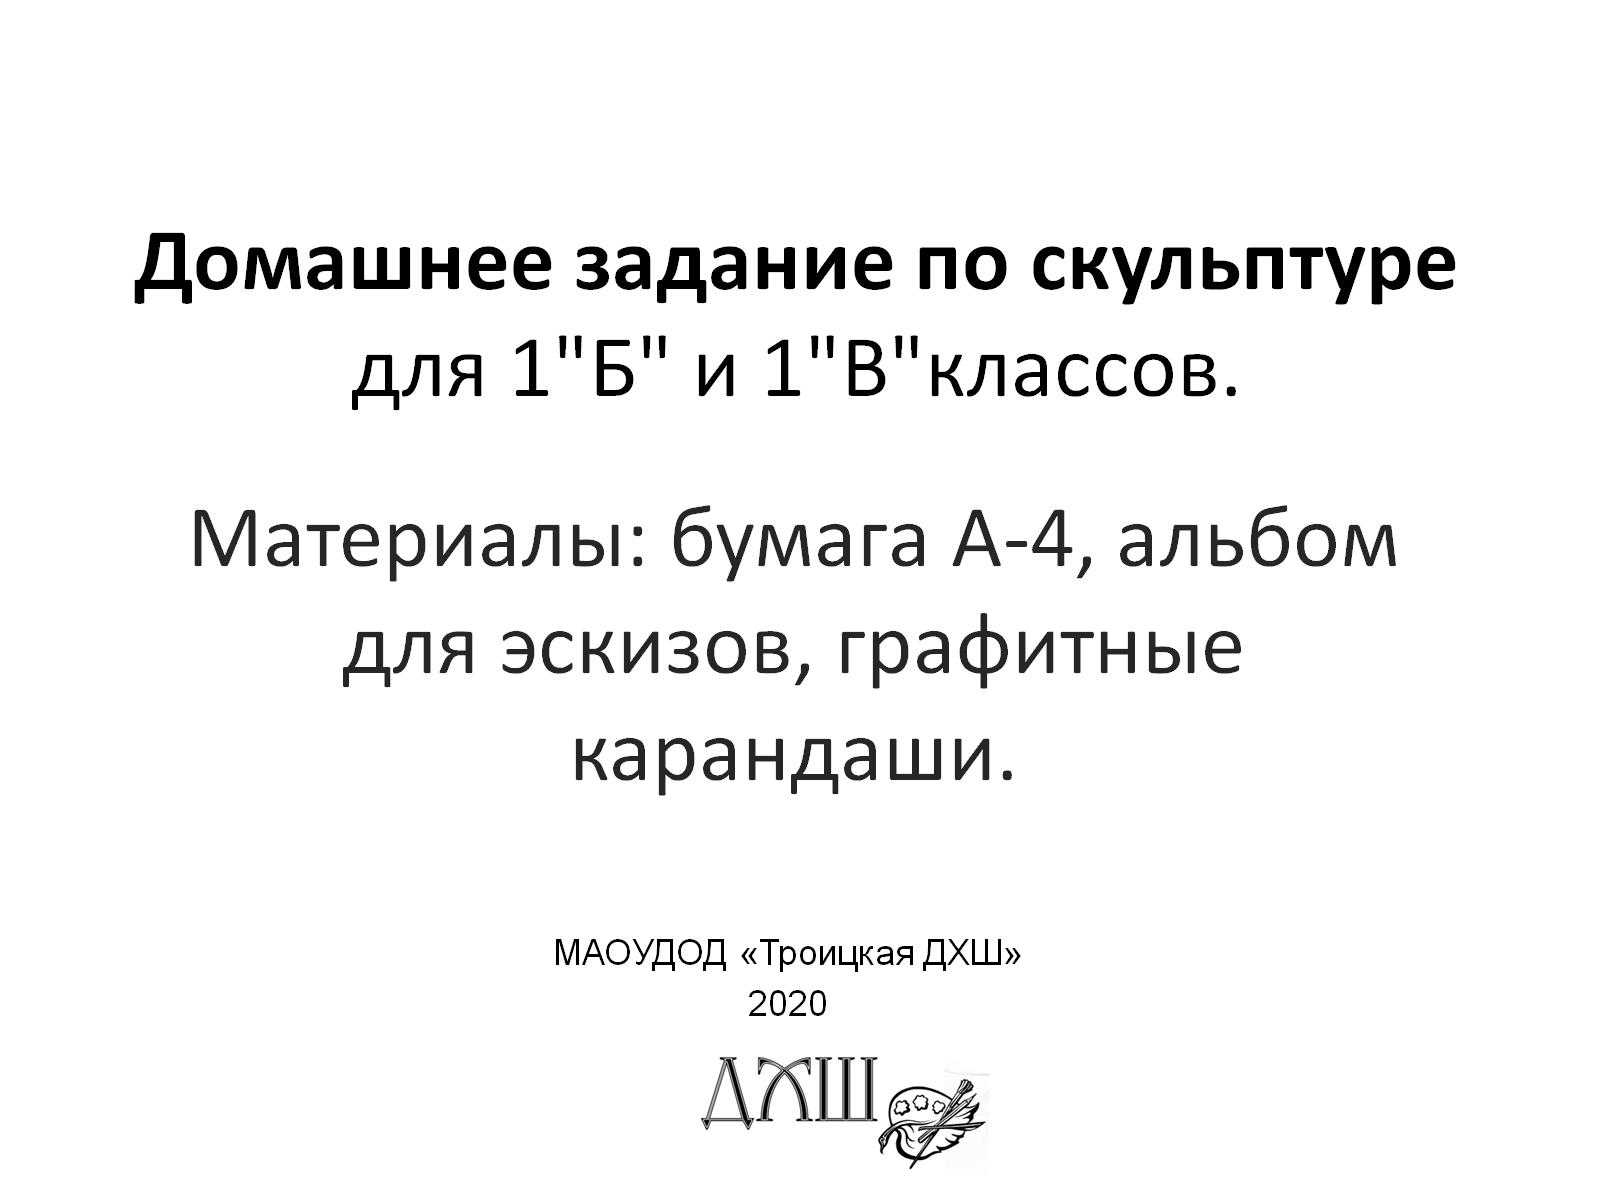 Домашнее задание по скульптуре
для 1"Б" и 1"В"классов.
Материалы: бумага А-4, альбом
для эскизов, графитные
карандаши.
МАОУДОД «Троицкая ДХШ»
2020
ДХШ